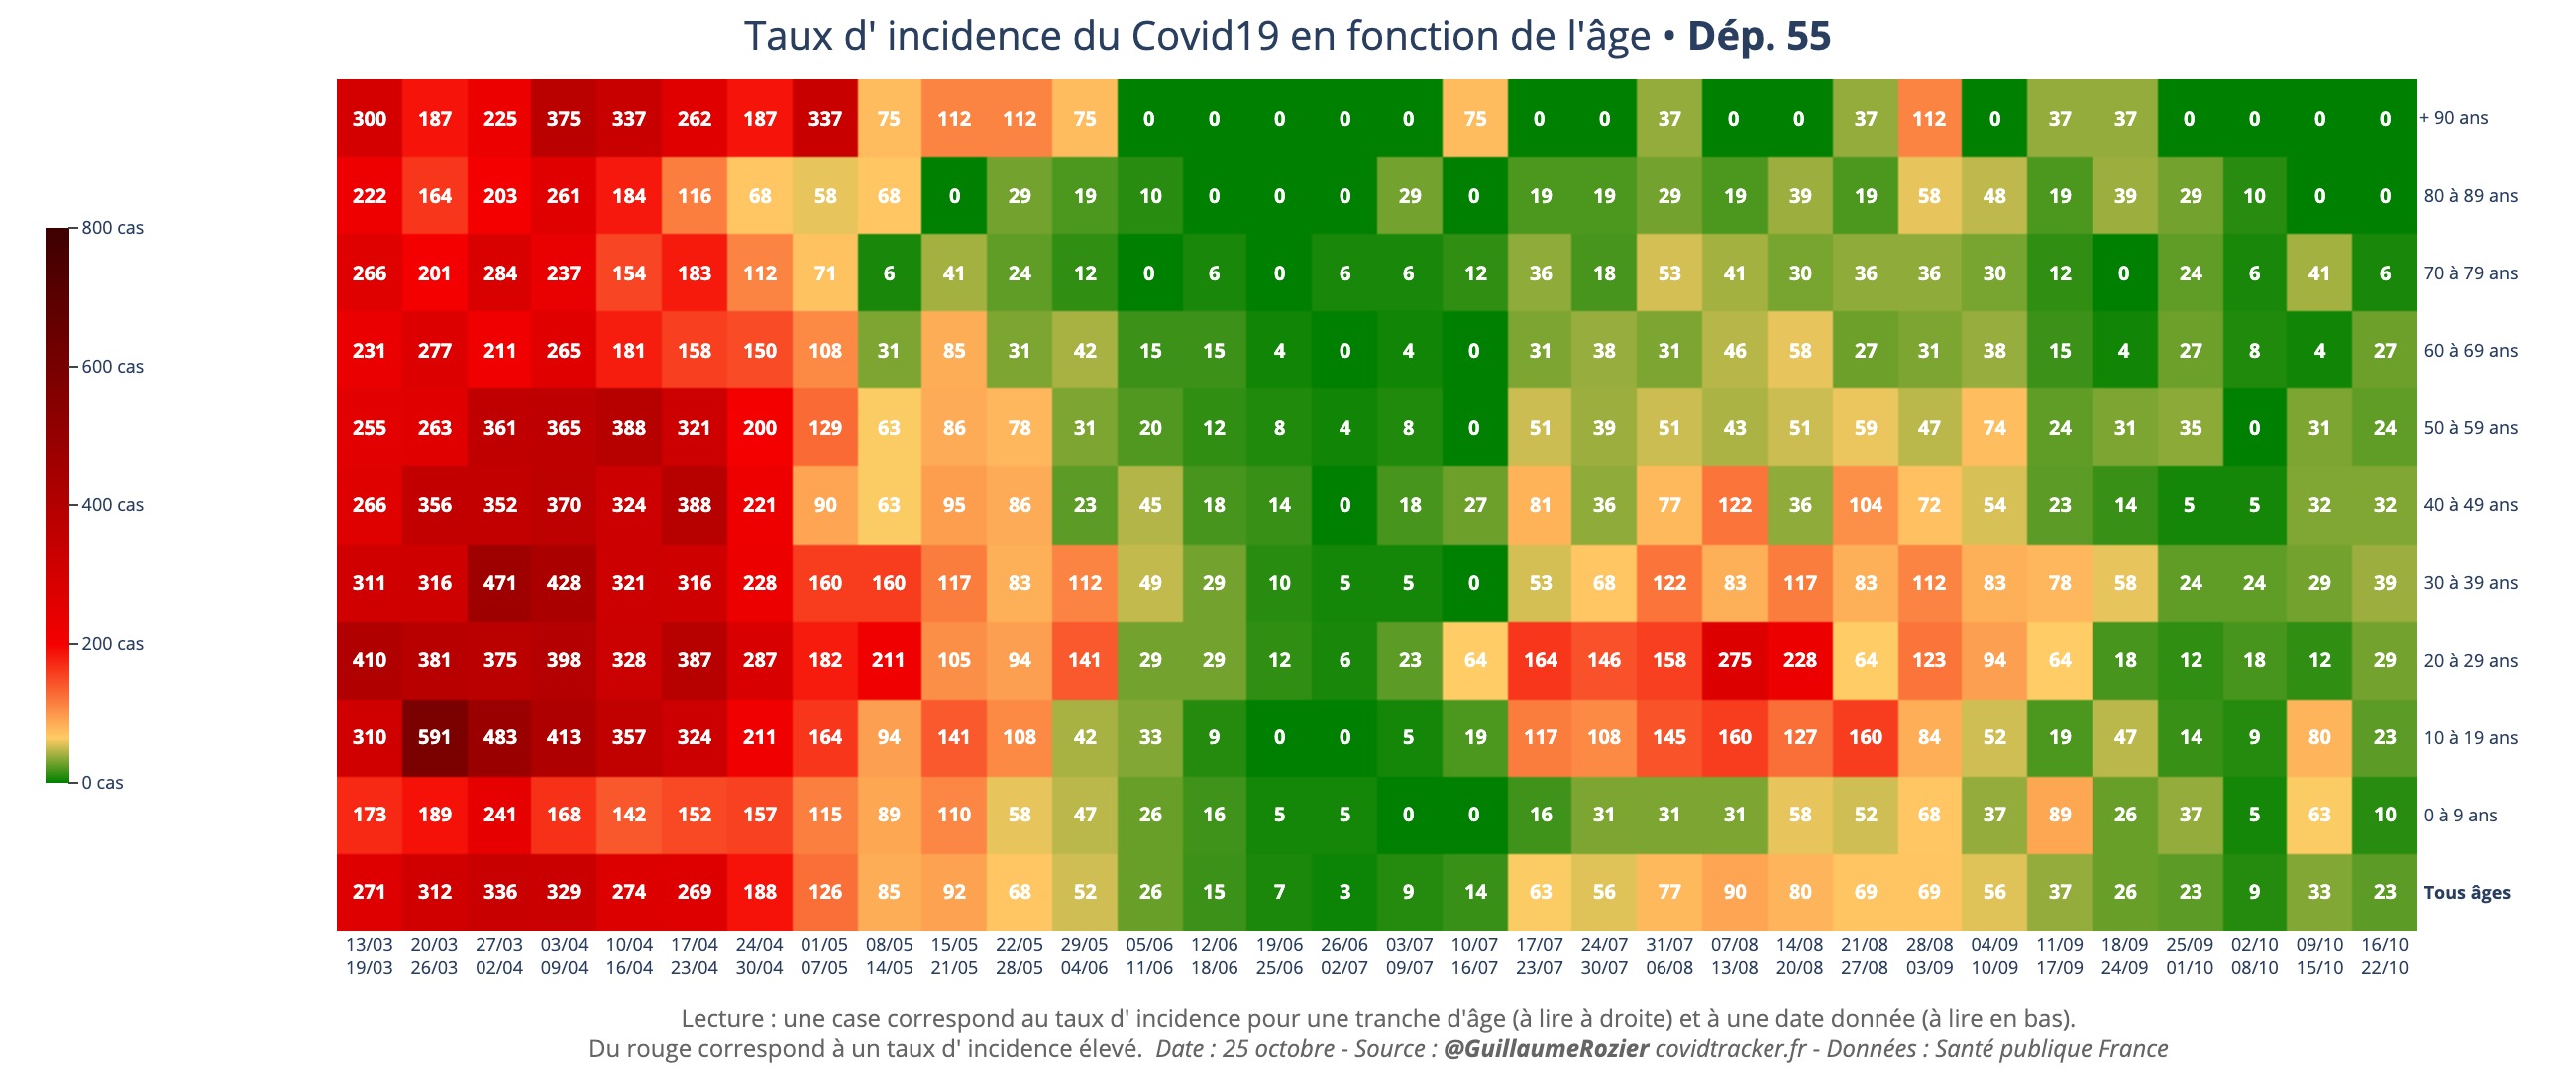 Taux d' incidence du Covid19 en fonction de l'âge • Dép. 55
300 187 225 375 337 262 187 337 75 112 112 75 0 0 0 0 0 75 0 0 37 0 0 37 112 0 37 37 0 0 0 0 + 90 ans
222 164 203 261 184 116 68 58 68 0 29 19 10 0 0 0 29 0 19 19 29 19 39 19 58 48 19 39 29 10 0 0 80 à 89 ans
800 cas
266 201 284 237 154 183 112 71 6 41 24 12 0 6 0 6 6 12 36 18 53 41 30 36 36 30 12 0 24 6 41 6 70 à 79 ans
231 277 211 265 181 158 150 108 31 85 31 42 15 15 4 0 4 0 31 38 31 46 58 27 31 38 15 4 27 8 4 27 60 à 69 ans
600 cas
255 263 361 365 388 321 200 129 63 86 78 31 20 12 8 4 8 0 51 39 51 43 51 59 47 74 24 31 35 0 31 24 50 à 59 ans
400 cas
266 356 352 370 324 388 221 90 63 95 86 23 45 18 14 0 18 27 81 36 77 122 36 104 72 54 23 14 5 5 32 32 40 à 49 ans
311 316 471 428 321 316 228 160 160 117 83 112 49 29 10 5 5 0 53 68 122 83 117 83 112 83 78 58 24 24 29 39 30 à 39 ans
200 cas
410 381 375 398 328 387 287 182 211 105 94 141 29 29 12 6 23 64 164 146 158 275 228 64 123 94 64 18 12 18 12 29 20 à 29 ans
310 591 483 413 357 324 211 164 94 141 108 42 33 9 0 0 5 19 117 108 145 160 127 160 84 52 19 47 14 9 80 23 10 à 19 ans
0 cas
173 189 241 168 142 152 157 115 89 110 58 47 26 16 5 5 0 0 16 31 31 31 58 52 68 37 89 26 37 5 63 10 0 à 9 ans
271 312 336 329 274 269 188 126 85 92 68 52 26 15 7 3 9 14 63 56 77 90 80 69 69 56 37 26 23 9 33 23 Tous âges
13/03 20/03 27/03 03/04 10/04 17/04 24/04 01/05 08/05 15/05 22/05 29/05 05/06 12/06 19/06 26/06 03/07 10/07 17/07 24/07 31/07 07/08 14/08 21/08 28/08 04/09 11/09 18/09 25/09 02/10 09/10 16/10
19/03 26/03 02/04 09/04 16/04 23/04 30/04 07/05 14/05 21/05 28/05 04/06 11/06 18/06 25/06 02/07 09/07 16/07 23/07 30/07 06/08 13/08 20/08 27/08 03/09 10/09 17/09 24/09 01/10 08/10 15/10 22/10
Lecture : une case correspond au taux d' incidence pour une tranche d'âge (à lire à droite) et à une date donnée (à lire en bas).
Du rouge correspond à un taux d' incidence élevé. Date : 25 octobre - Source : @GuillaumeRozier covidtracker.fr - Données : Santé publique France